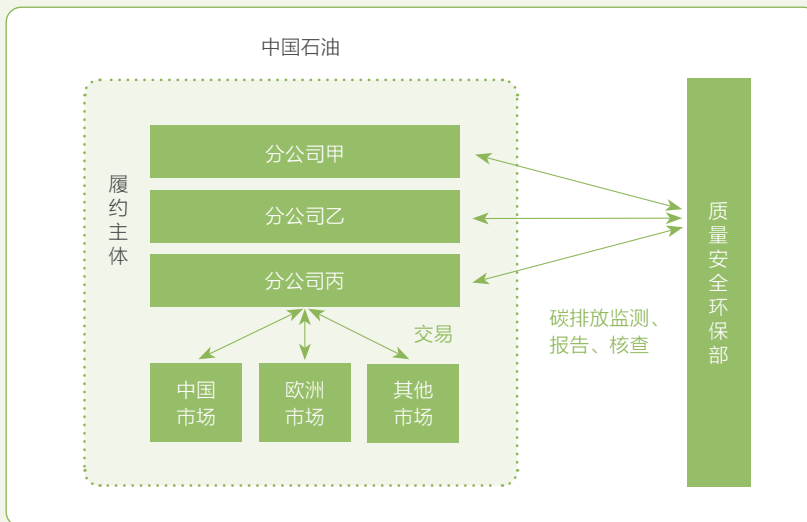 中国石油
履约主体
分公司甲
分公司乙
分公司丙
交易
中国
市场
欧洲
市场
其他
市场
碳排放监测、
报告、核查
质量安全环保部